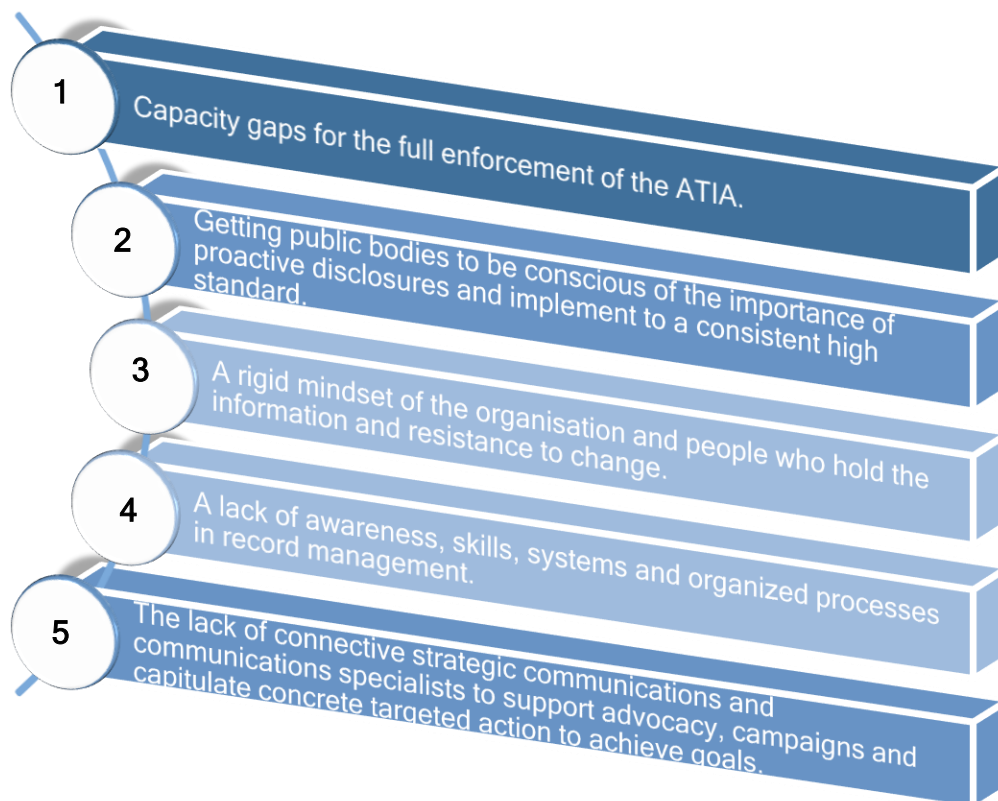 1
Capacity gaps for the full enforcement of the ATIA.
2
Getting public bodies to be conscious of the importance of
proactive disclosures and implement to a consistent high
standard.
3
A rigid mindset of the organisation and people who hold the
information and resistance to change.
4
A lack of awareness, skills, systems and organized processes
in record management.
5
The lack of connective strategic communications and
communications specialists to support advocacy, campaigns and
capitulate concrete targeted action to achieve goals.